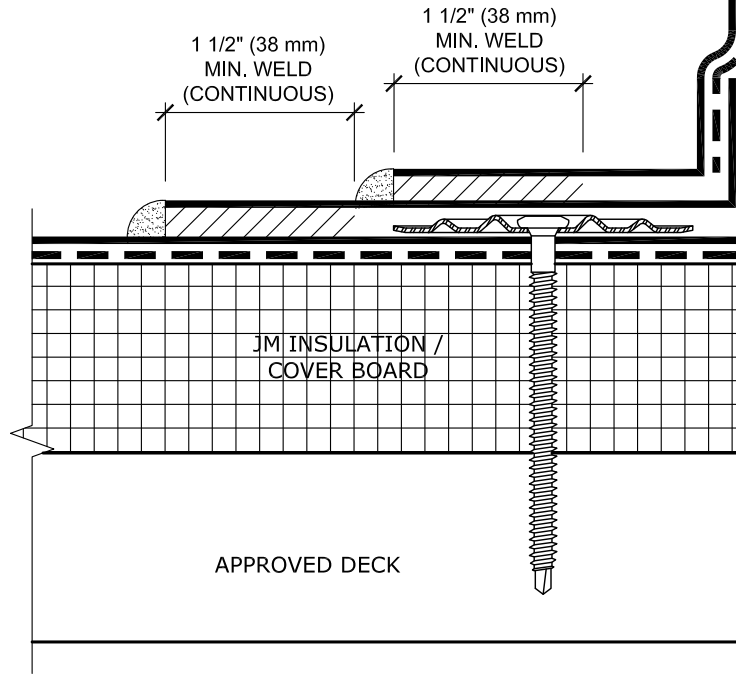 1 1/2" (38 mm)
MIN. WELD
(CONTINUOUS)
1 1/2" (38 mm)
MIN. WELD
(CONTINUOUS)
JM INSULATION /
COVER BOARD
APPROVED DECK